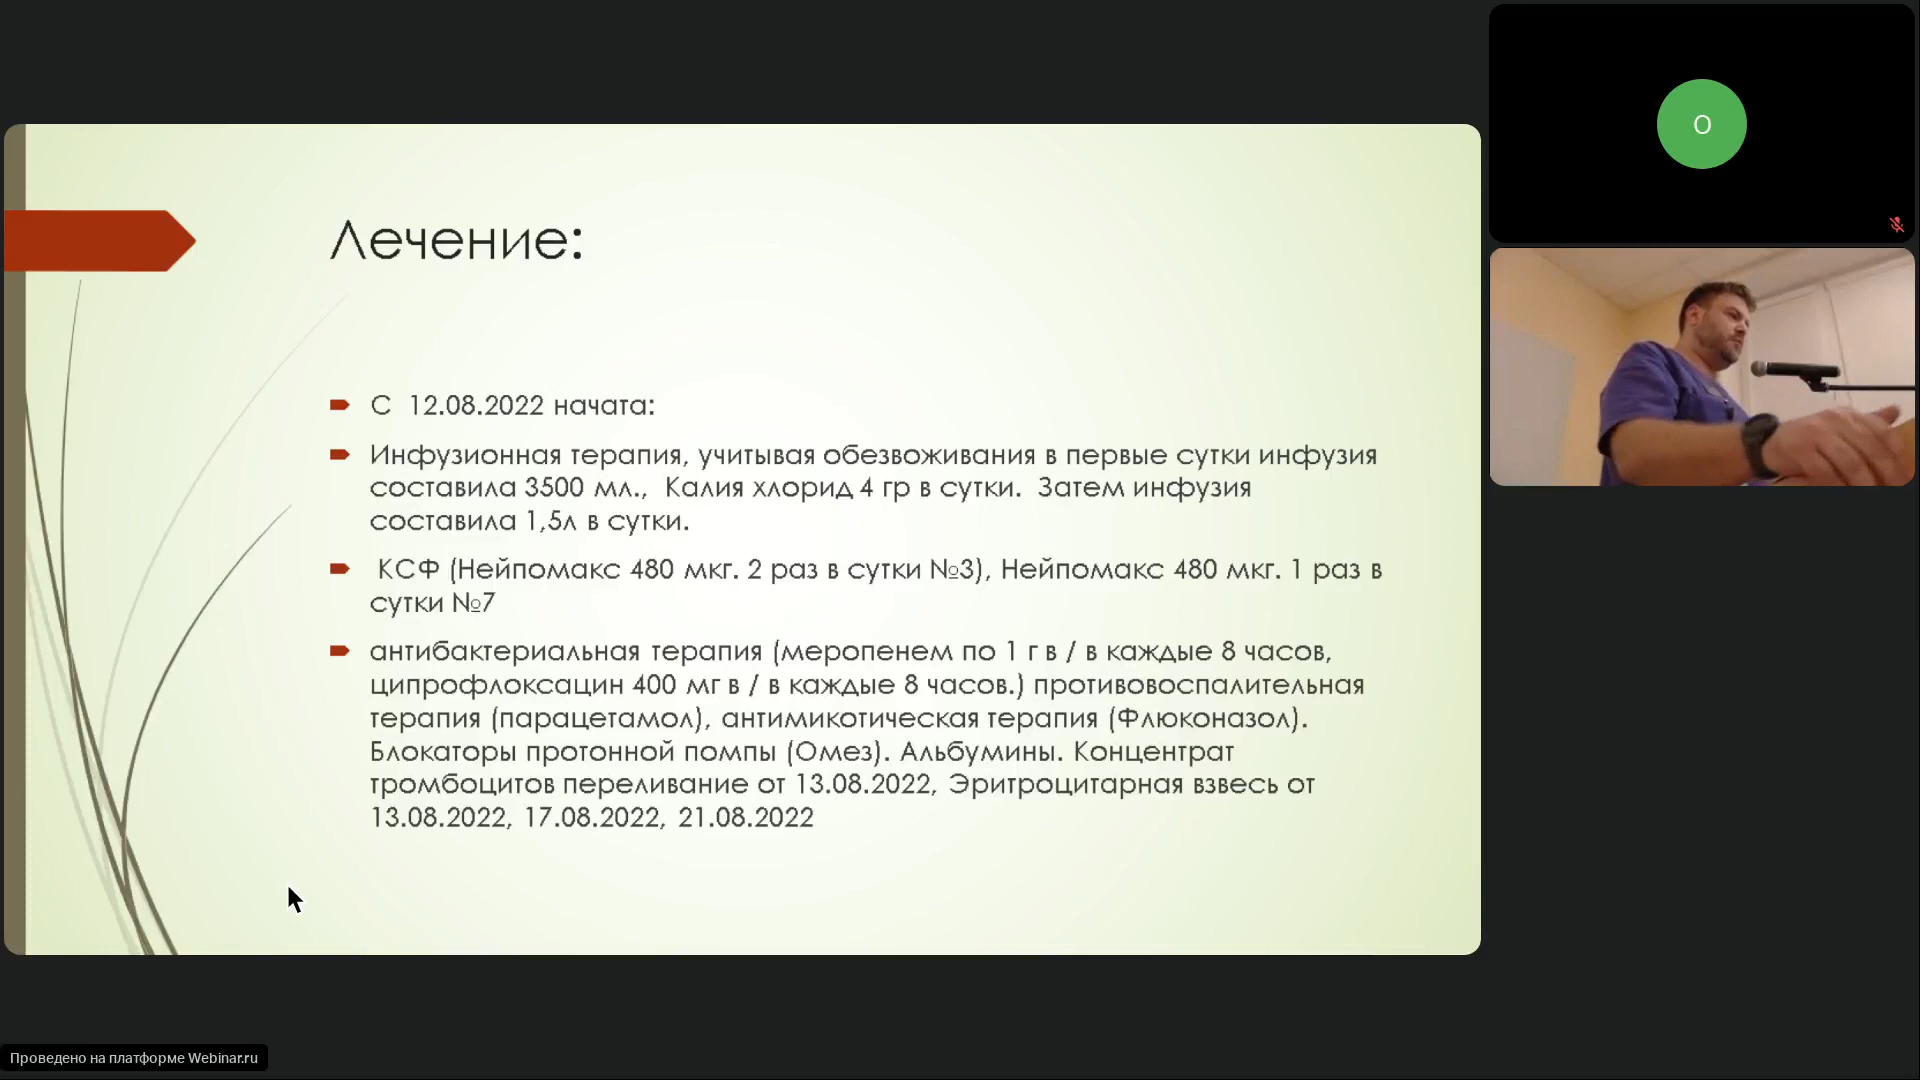 Лечение:
С 12.08.2022 начата:
Инфузионная терапия, учитывая обезвоживания в первые сутки инфузия
составила 3500 мл., Калия хлорид 4 гр в сутки. Затем инфузия
составила 1,5л в сутки.
КСФ (Нейпомакс 480 мкг. 2 раз в сутки №3), Нейпомакс 480 мкг. 1 раз в
сутки №7
антибактериальная терапия (меропенем по 1 г в / в каждые 8 часов,
ципрофлоксацин 400 мг в / в каждые 8 часов.) противовоспалительная
терапия (парацетамол), антимикотическая терапия (Флюконазол).
Блокаторы протонной помпы (Омез). Альбумины. Концентрат
тромбоцитов переливание от 13.08.2022, Эритроцитарная взвесь от
13.08.2022, 17.08.2022, 21.08.2022
О
Проведено на платформе Webinar.ru